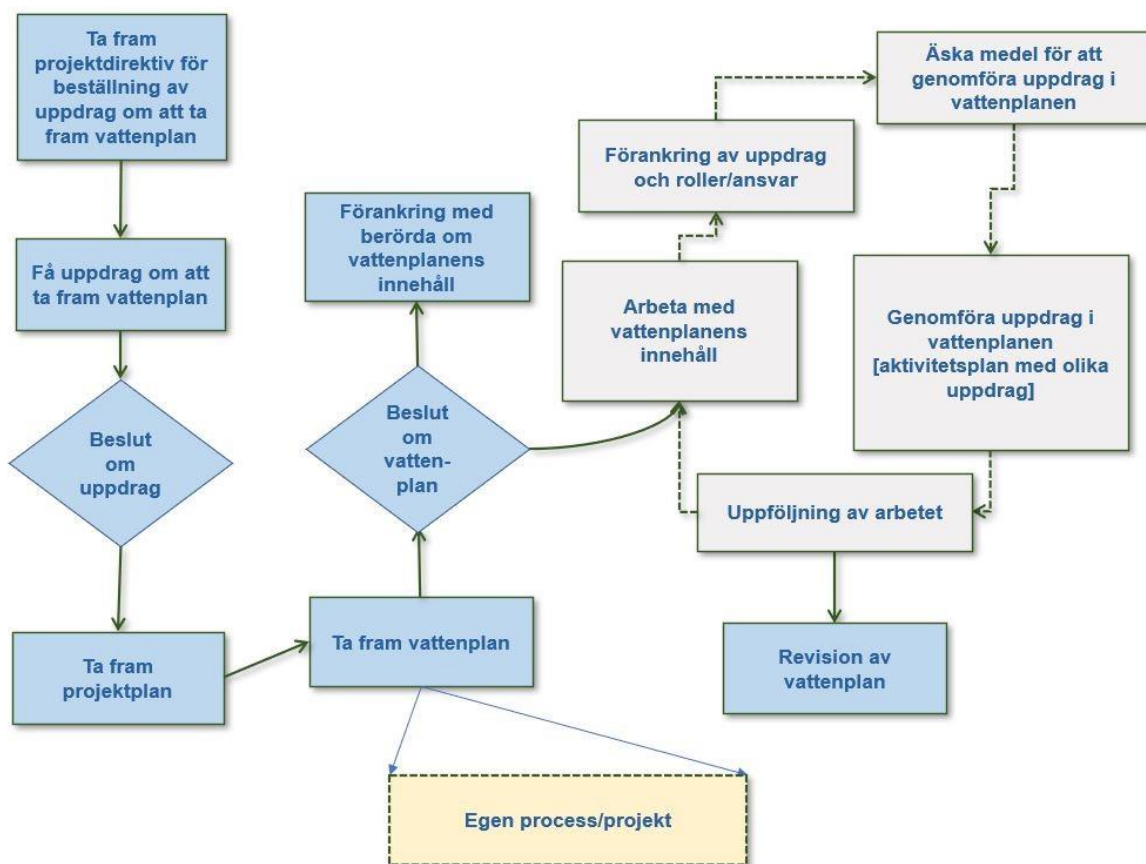 Ta fram
projektdirektiv för
beställning av
uppdrag om att ta
fram vattenplan
Få uppdrag om att
ta fram vattenplan
Beslut
om
uppdrag
Ta fram
projektplan
Ta fram vattenplan
Egen process/projekt
Beslut
om
vatten-
plan
Förankring med
berörda om
vattenplanens
innehåll
Arbeta med
vattenplanens
innehåll
Förankring av uppdrag
och roller/ansvar
Äska medel för att
genomföra uppdrag i
vattenplanen
Genomföra uppdrag i
vattenplanen
[aktivitetsplan med olika
uppdrag]
Uppföljning av arbetet
Revision av
vattenplan